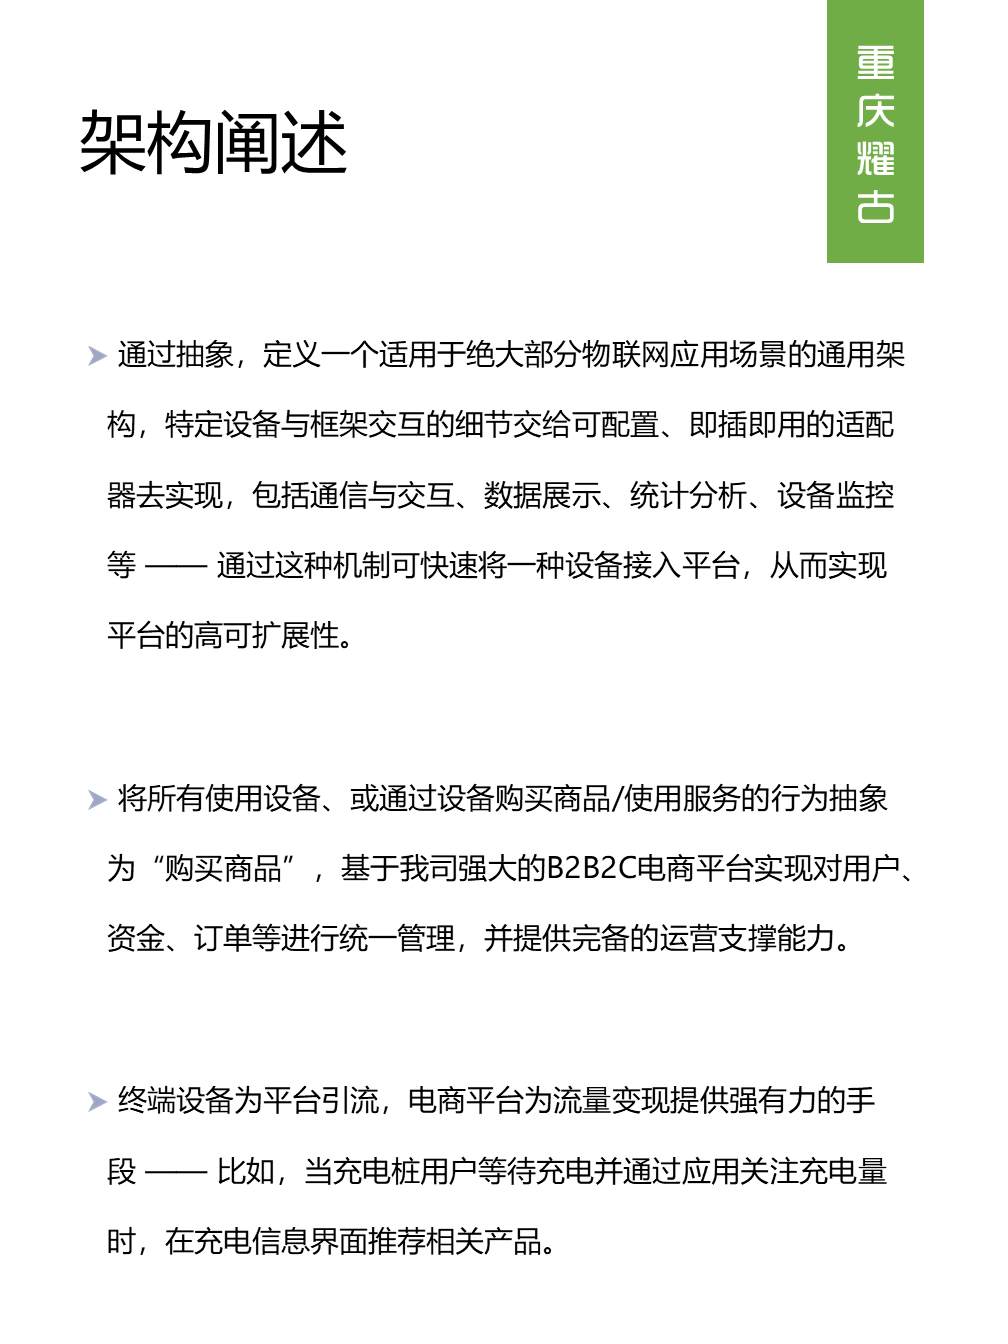 重庆耀古
架构阐述
通过抽象，定义一个适用于绝大部分物联网应用场景的通用架
构，特定设备与框架交互的细节交给可配置、即插即用的适配
器去实现，包括通信与交互、数据展示、统计分析、设备监控
等 —— 通过这种机制可快速将一种设备接入平台，从而实现
平台的高可扩展性。
将所有使用设备、或通过设备购买商品/使用服务的行为抽象
为“购买商品”，基于我司强大的B2B2C电商平台实现对用户、
资金、订单等进行统一管理，并提供完备的运营支撑能力。
终端设备为平台引流，电商平台为流量变现提供强有力的手
段 —— 比如，当充电桩用户等待充电并通过应用关注充电量
时，在充电信息界面推荐相关产品。